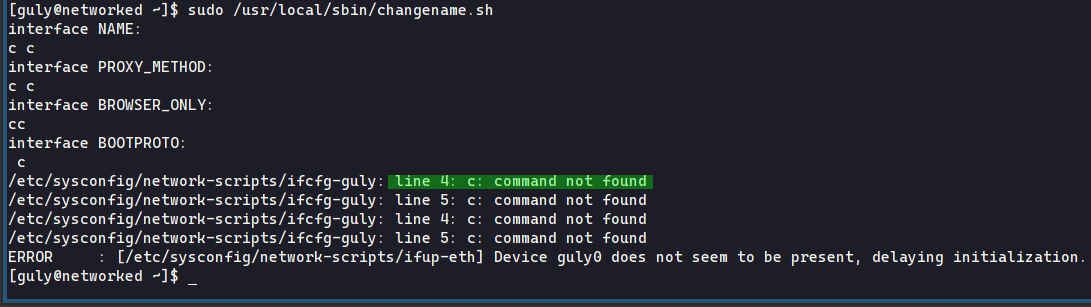 [guly@networked ~]$ sudo /usr/local/sbin/changename.sh
interface NAME:
c c
interface PROXY_METHOD:
c c
interface BROWSER_ONLY:
cc
interface BOOTPROTO:
 c
/etc/sysconfig/network-scripts/ifcfg-guly: line 4: c: command not found
/etc/sysconfig/network-scripts/ifcfg-guly: line 5: c: command not found
/etc/sysconfig/network-scripts/ifcfg-guly: line 4: c: command not found
/etc/sysconfig/network-scripts/ifcfg-guly: line 5: c: command not found
ERROR     : [/etc/sysconfig/network-scripts/ifup-eth] Device guly0 does not seem to be present, delaying initialization.
[guly@networked ~]$ _